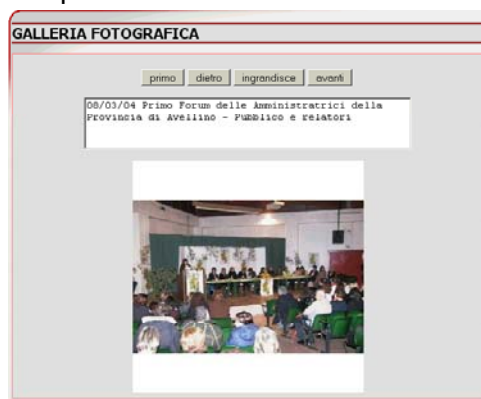 GALLERIA FOTOGRAFICA
primo dietro ingrandisce avanti
08/03/04 Primo Forum delle Amministratrici della
Provincia di Avellino - Pubblico e relatori